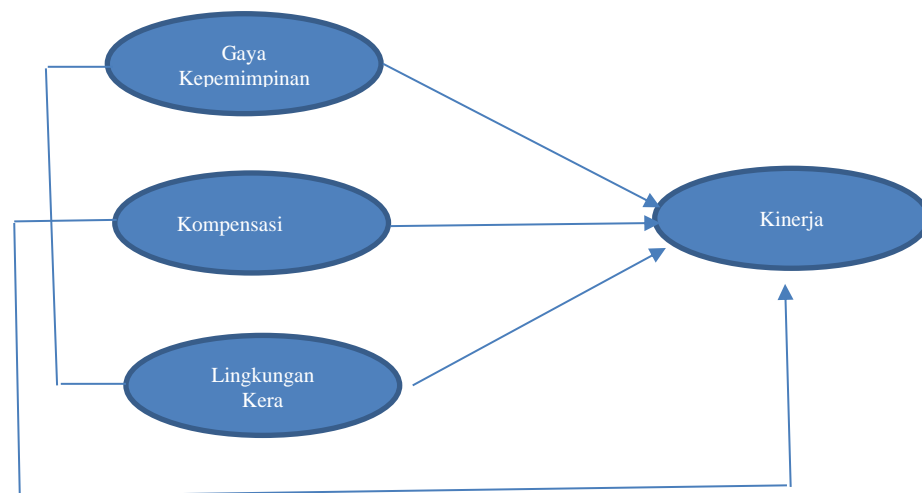 Gaya
Kepemimpinan
Kompensasi
Kinerja
Lingkungan
Kera